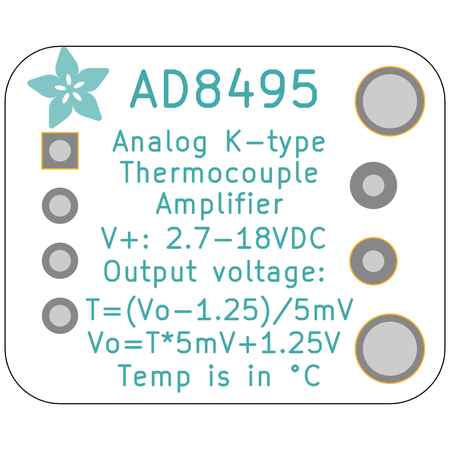 AD8495
Analog K-type
Thermocouple
Amplifier
V+: 2.7-18VDC
Output voltage:
T=(Vo-1.25)/5mV
Vo=T*5mV+1.25V
Temp is in °C